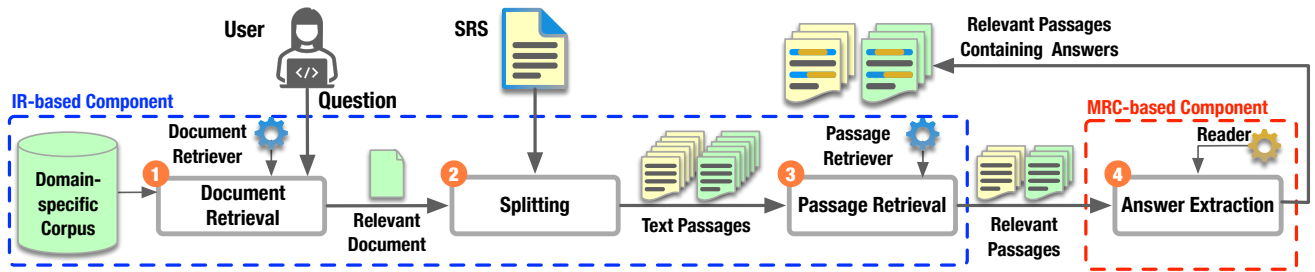 User
SRS
Relevant Passages
Containing Answers
IR-based Component
Question
MRC-based Component
Document
Retriever
Passage
Retriever
Reader
Domain-
specific
Corpus
1
Document
Retrieval
Relevant
Document
2
Splitting
Text Passages
3
Passage Retrieval
Relevant
Passages
4
Answer Extraction
</>